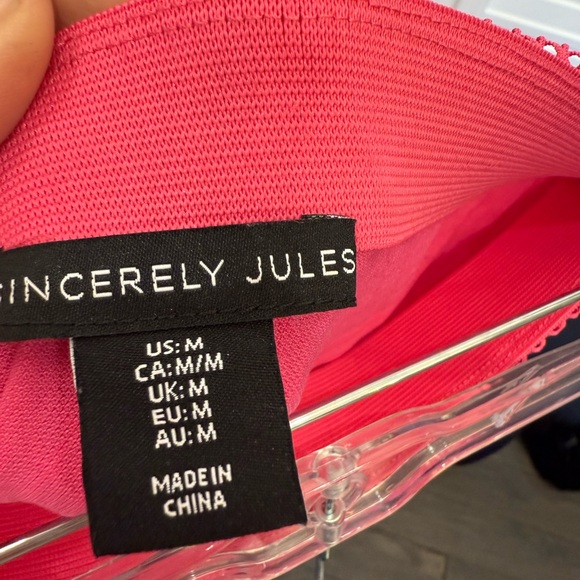 SINCERELY JULES
US: M
CA: M/M
UK: M
EU: M
AU: M
MADE IN
CHINA